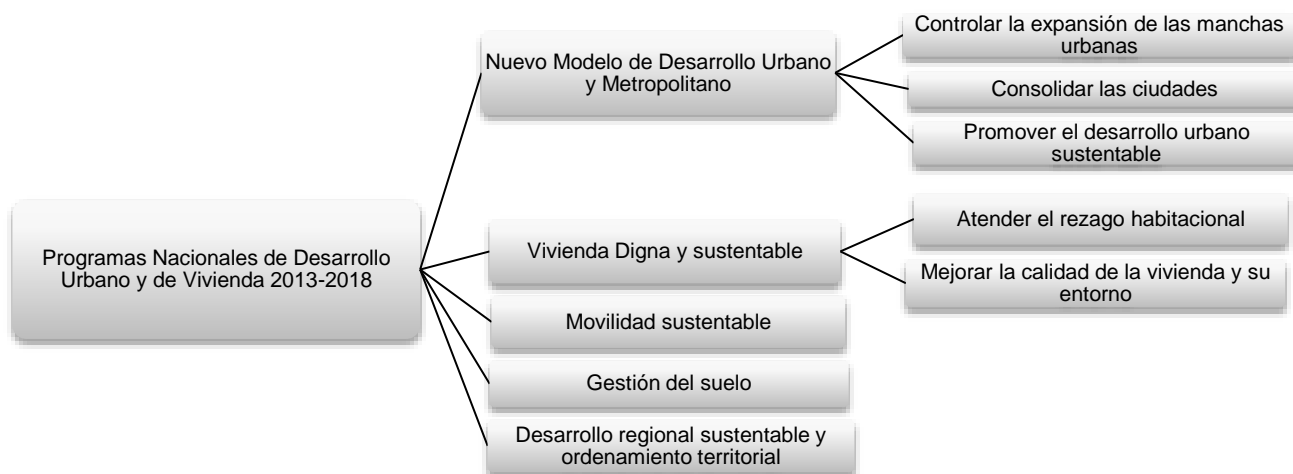 Programas Nacionales de Desarrollo
Urbano y de Vivienda 2013-2018
Nuevo Modelo de Desarrollo Urbano
y Metropolitano
Controlar la expansión de las manchas
urbanas
Consolidar las ciudades
Promover el desarrollo urbano
sustentable
Vivienda Digna y sustentable
Atender el rezago habitacional
Mejorar la calidad de la vivienda y su
entorno
Movilidad sustentable
Gestión del suelo
Desarrollo regional sustentable y
ordenamiento territorial